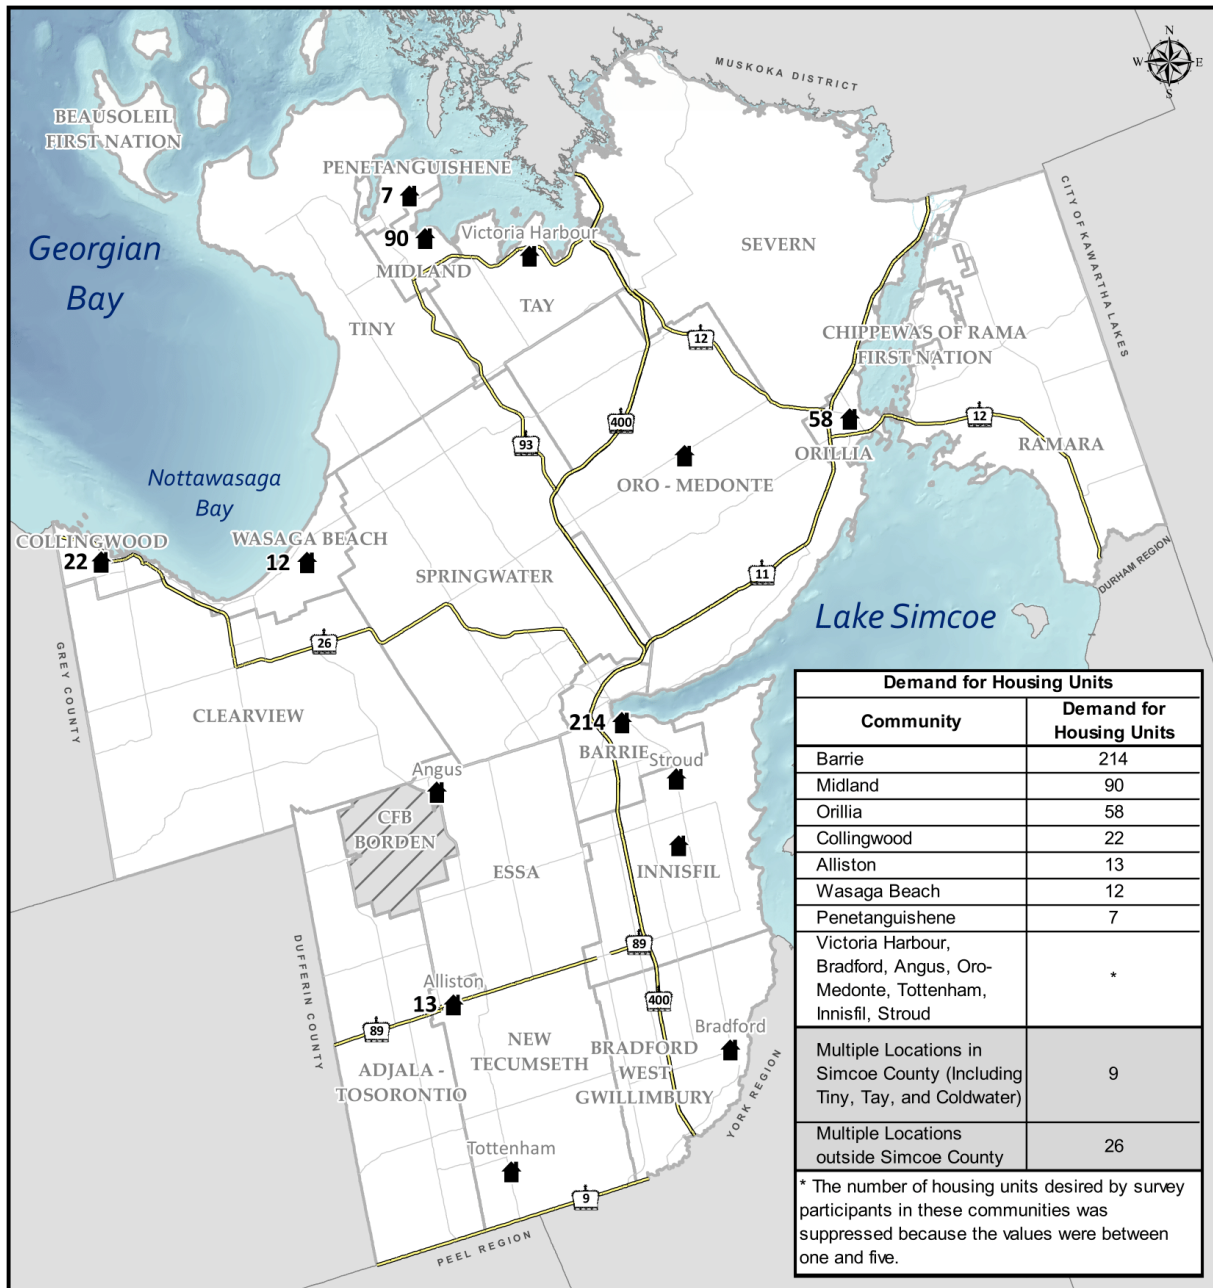 N
W E
S
MUSKOKA DISTRICT
BEAUSOLEIL
FIRST NATION
PENETANGUISHENE
7
90
Victoria Harbour
MIDLAND
Georgian
Bay
SEVERN
CITY OF KAWARTHA LAKES
TAY
TINY
12
CHIPPEWAS OF RAMA
FIRST NATION
400
58
12
93
ORILLIA
RAMARA
ORO - MEDONTE
Nottawasaga
Bay
COLLINGWOOD
22
WASAGA BEACH
12
SPRINGWATER
11
DURHAM REGION
Lake Simcoe
26
GREY COUNTY
CLEARVIEW
214
BARRIE
Stroud
Angus
CFB
BORDEN
ESSA
INNISFIL
DUFFERIN COUNTY
89
Alliston
13
400
89
Bradford
NEW
TECUMSETH
BRADFORD
WEST
GWILLIMBURY
ADJALA -
TOSORONTIO
YORK REGION
Tottenham
9
PEEL REGION
Demand for Housing Units
Community Demand for
Housing Units
Barrie 214
Midland 90
Orillia 58
Collingwood 22
Alliston 13
Wasaga Beach 12
Penetanguishene 7
Victoria Harbour,
Bradford, Angus, Oro-
Medonte, Tottenham,
Innisfil, Stroud
*
Multiple Locations in
Simcoe County (Including
Tiny, Tay, and Coldwater)
9
Multiple Locations
outside Simcoe County
26
* The number of housing units desired by survey
participants in these communities was
suppressed because the values were between
one and five.